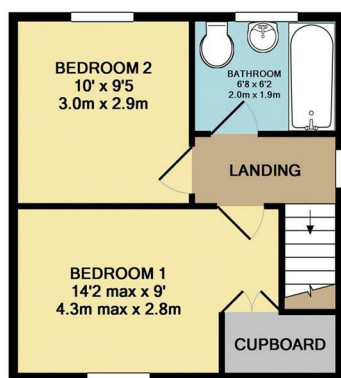 BEDROOM 2
10' x 9'5
3.0m x 2.9m
BATHROOM
6'8 x 6'2
2.0m x 1.9m
LANDING
BEDROOM 1
14'2 max x 9'
4.3m max x 2.8m
CUPBOARD